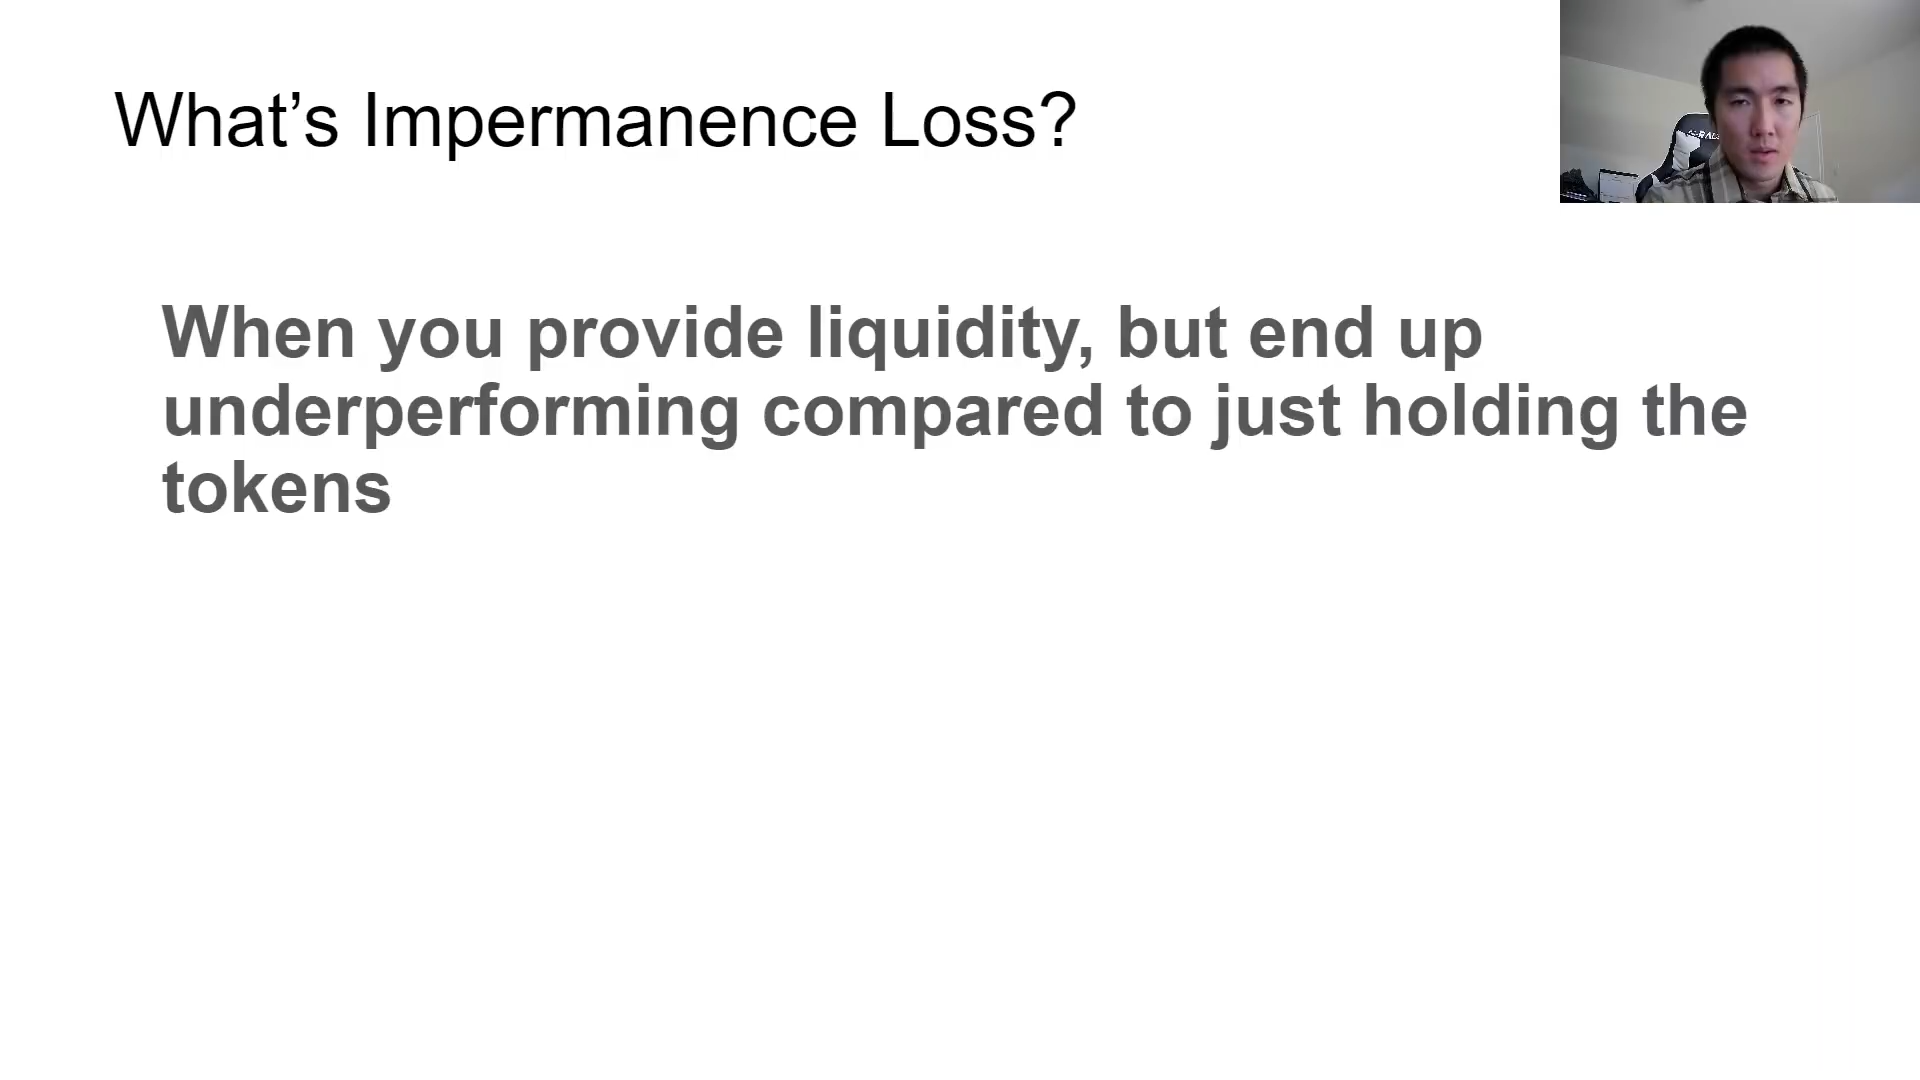 What’s Impermanence Loss?
When you provide liquidity, but end up
underperforming compared to just holding the
tokens